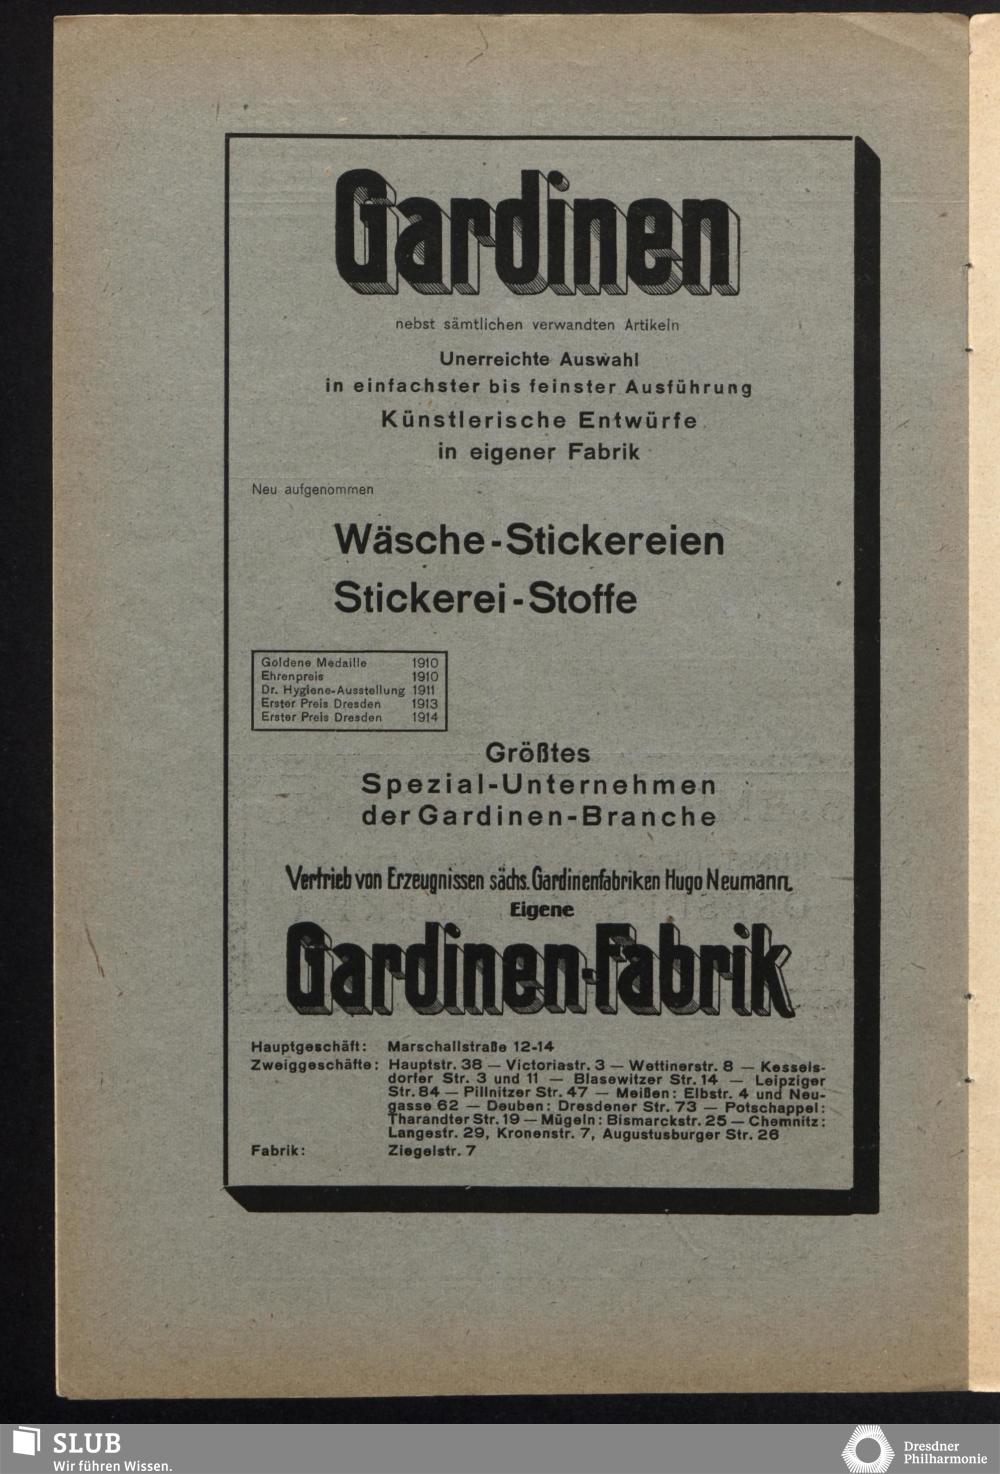 Gardinen
nebst sämtlichen verwandten Artikeln
Unerreichte Auswahl
in einfachster bis feinster Ausführung
Künstlerische Entwürfe
in eigener Fabrik
Neu aufgenommen
Wäsche-Stickereien
Stickerei-Stoffe
Goldene Medaille 1910
Ehrenpreis 1910
Dr. Hygiene-Ausstellung 1911
Erster Preis Dresden 1913
Erster Preis Dresden 1914
Größtes
Spezial-Unternehmen
der Gardinen-Branche
Vertrieb von Erzeugnissen sächs. Gardinenfabriken Hugo Neumann.
Eigene
Gardinen-Fabrik
Hauptgeschäft: Marschallstraße 12-14
Zweiggeschäfte: Hauptstr. 38 — Victoriastr. 3 — Wettinerstr. 8 — Kessels-
dorfer Str. 3 und 11 — Blasewitzer Str. 14 — Leipziger
Str. 84 — Pillnitzer Str. 47 — Meißen: Elbstr. 4 und Neu-
gasse 62 — Deuben: Dresdener Str. 73 — Potschappel:
Tharandter Str. 19 — Mügeln: Bismarckstr. 25 — Chemnitz:
Langestr. 29, Kronenstr. 7, Augustusburger Str. 26
Fabrik: Ziegelstr. 7
SLUB
Wir führen Wissen.
Dresdner
Philharmonie